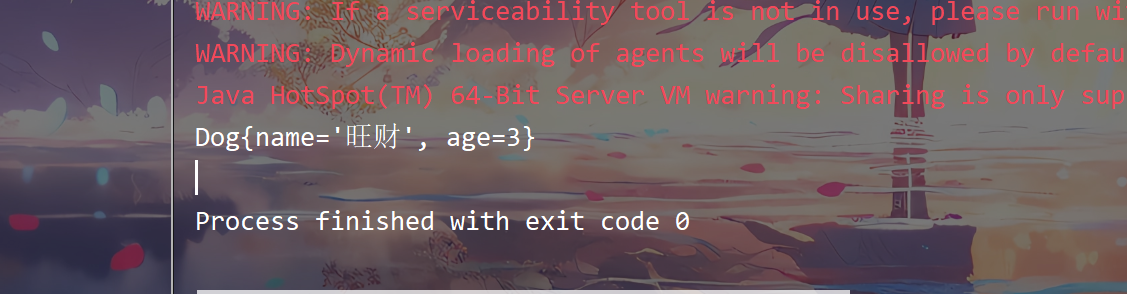 WARNING: If a serviceability tool is not in use, please run wi
WARNING: Dynamic loading of agents will be disallowed by defau
Java HotSpot(TM) 64-Bit Server VM warning: Sharing is only sup
Dog{name='旺财', age=3}
Process finished with exit code 0